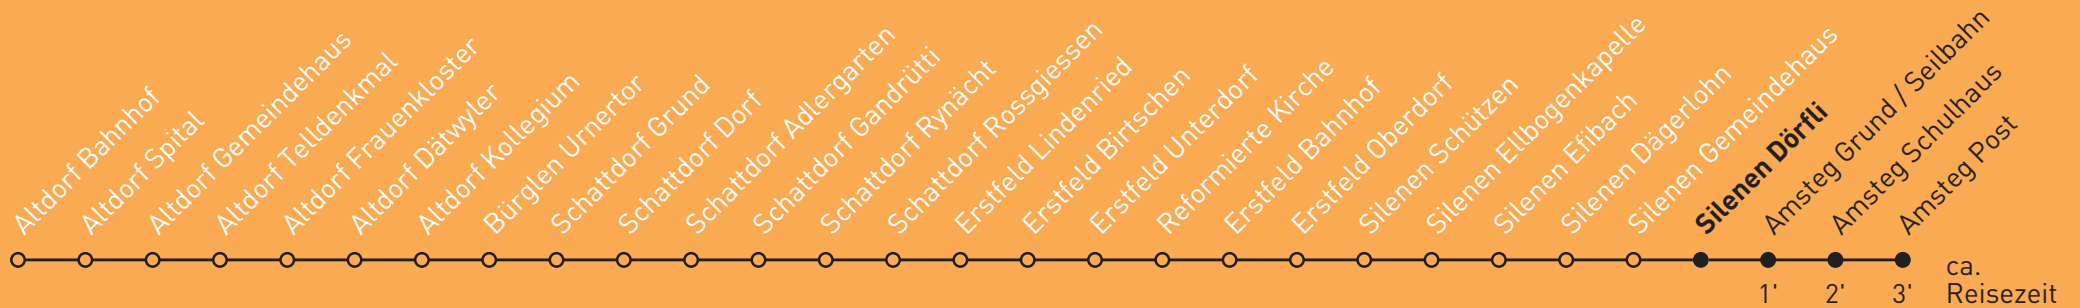 Altdorf Bahnhof
Altdorf Spital
Altdorf Gemeindehaus
Altdorf Telldenkmal
Altdorf Frauenkloster
Altdorf Dätwyler
Altdorf Kollegium
Bürglen Urnertor
Schattdorf Grund
Schattdorf Dorf
Schattdorf Adlergarten
Schattdorf Gandrütti
Schattdorf Rynächt
Schattdorf Rossgiessen
Erstfeld Lindenried
Erstfeld Birtschen
Erstfeld Unterdorf
Reformierte Kirche
Erstfeld Bahnhof
Erstfeld Oberdorf
Silenen Schützen
Silenen Ellbogenkapelle
Silenen Efibach
Silenen Dägerlohn
Silenen Gemeindehaus
Silenen Dörfli
Amsteg Grund / Seilbahn
Amsteg Schulhaus
Amsteg Post
ca.
1' 2' 3' Reisezeit